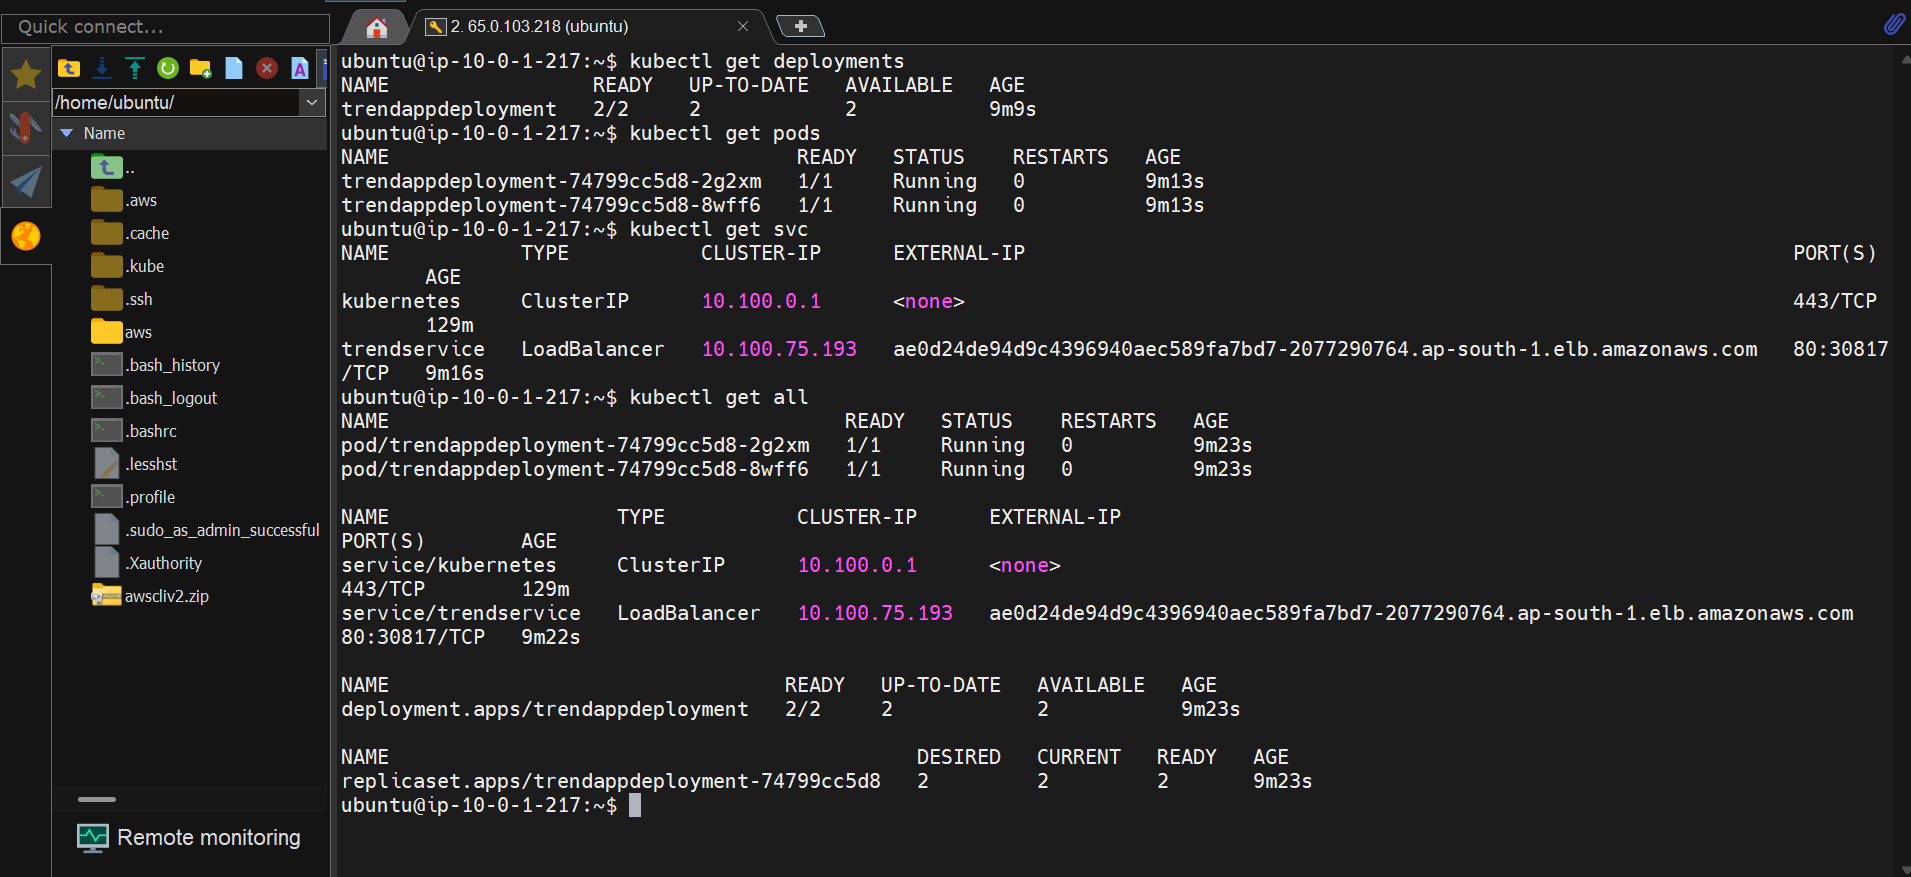 Quick connect...
2. 65.0.103.218 (ubuntu)
/home/ubuntu/
Name
..
.aws
.cache
.kube
.ssh
aws
.bash_history
.bash_logout
.bashrc
.lesshst
.profile
.sudo_as_admin_successful
.Xauthority
awscliv2.zip
Remote monitoring
ubuntu@ip-10-0-1-217:~$ kubectl get deployments
NAME READY UP-TO-DATE AVAILABLE AGE
trendappdeployment 2/2 2 2 9m9s
ubuntu@ip-10-0-1-217:~$ kubectl get pods
NAME READY STATUS RESTARTS AGE
trendappdeployment-74799cc5d8-2g2xm 1/1 Running 0 9m13s
trendappdeployment-74799cc5d8-8wff6 1/1 Running 0 9m13s
ubuntu@ip-10-0-1-217:~$ kubectl get svc
NAME TYPE CLUSTER-IP EXTERNAL-IP PORT(S)
AGE
kubernetes ClusterIP 10.100.0.1 <none> 443/TCP
129m
trendservice LoadBalancer 10.100.75.193 ae0d24de94d9c4396940aec589fa7bd7-2077290764.ap-south-1.elb.amazonaws.com 80:30817
/TCP 9m16s
ubuntu@ip-10-0-1-217:~$ kubectl get all
NAME READY STATUS RESTARTS AGE
pod/trendappdeployment-74799cc5d8-2g2xm 1/1 Running 0 9m23s
pod/trendappdeployment-74799cc5d8-8wff6 1/1 Running 0 9m23s
NAME TYPE CLUSTER-IP EXTERNAL-IP
PORT(S) AGE
service/kubernetes ClusterIP 10.100.0.1 <none>
443/TCP 129m
service/trendservice LoadBalancer 10.100.75.193 ae0d24de94d9c4396940aec589fa7bd7-2077290764.ap-south-1.elb.amazonaws.com
80:30817/TCP 9m22s
NAME READY UP-TO-DATE AVAILABLE AGE
deployment.apps/trendappdeployment 2/2 2 2 9m23s
NAME DESIRED CURRENT READY AGE
replicaset.apps/trendappdeployment-74799cc5d8 2 2 2 9m23s
ubuntu@ip-10-0-1-217:~$